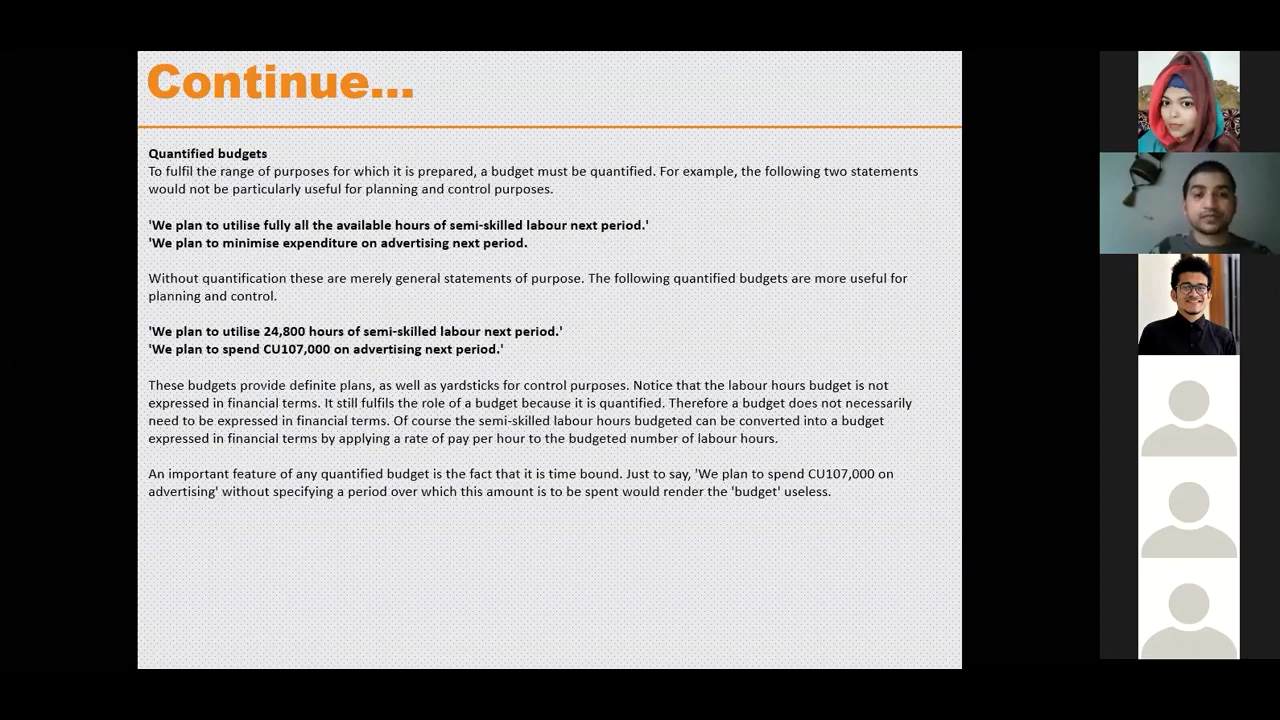 Continue...
Quantified budgets
To fulfil the range of purposes for which it is prepared, a budget must be quantified. For example, the following two statements
would not be particularly useful for planning and control purposes.
'We plan to utilise fully all the available hours of semi-skilled labour next period.'
'We plan to minimise expenditure on advertising next period.
Without quantification these are merely general statements of purpose. The following quantified budgets are more useful for
planning and control.
'We plan to utilise 24,800 hours of semi-skilled labour next period.'
'We plan to spend CU107,000 on advertising next period.'
These budgets provide definite plans, as well as yardsticks for control purposes. Notice that the labour hours budget is not
expressed in financial terms. It still fulfils the role of a budget because it is quantified. Therefore a budget does not necessarily
need to be expressed in financial terms. Of course the semi-skilled labour hours budgeted can be converted into a budget
expressed in financial terms by applying a rate of pay per hour to the budgeted number of labour hours.
An important feature of any quantified budget is the fact that it is time bound. Just to say, 'We plan to spend CU107,000 on
advertising' without specifying a period over which this amount is to be spent would render the 'budget' useless.